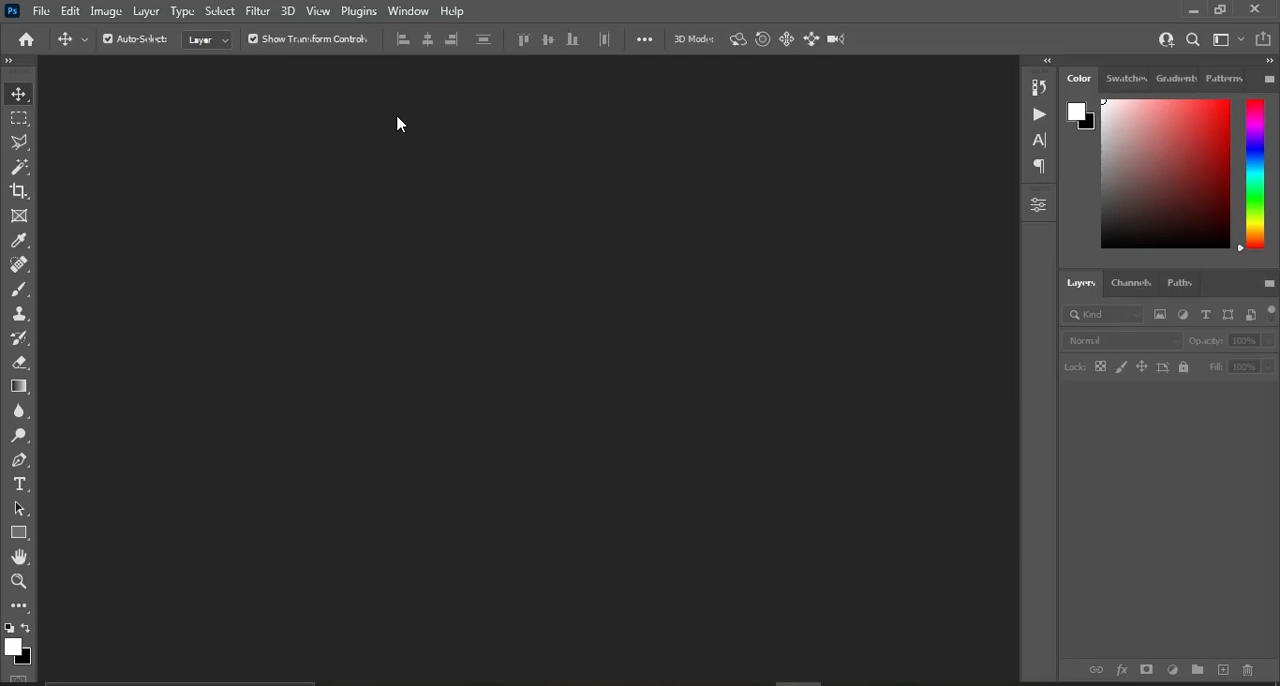 Ps File Edit Image Layer Type Select Filter 3D View Plugins Window Help
Auto-Select: Layer Show Transform Controls 3D Mode:
Color Swatches Gradients Patterns
Layers Channels Paths
Kind
Normal Opacity: 100%
Lock: Fill: 100%